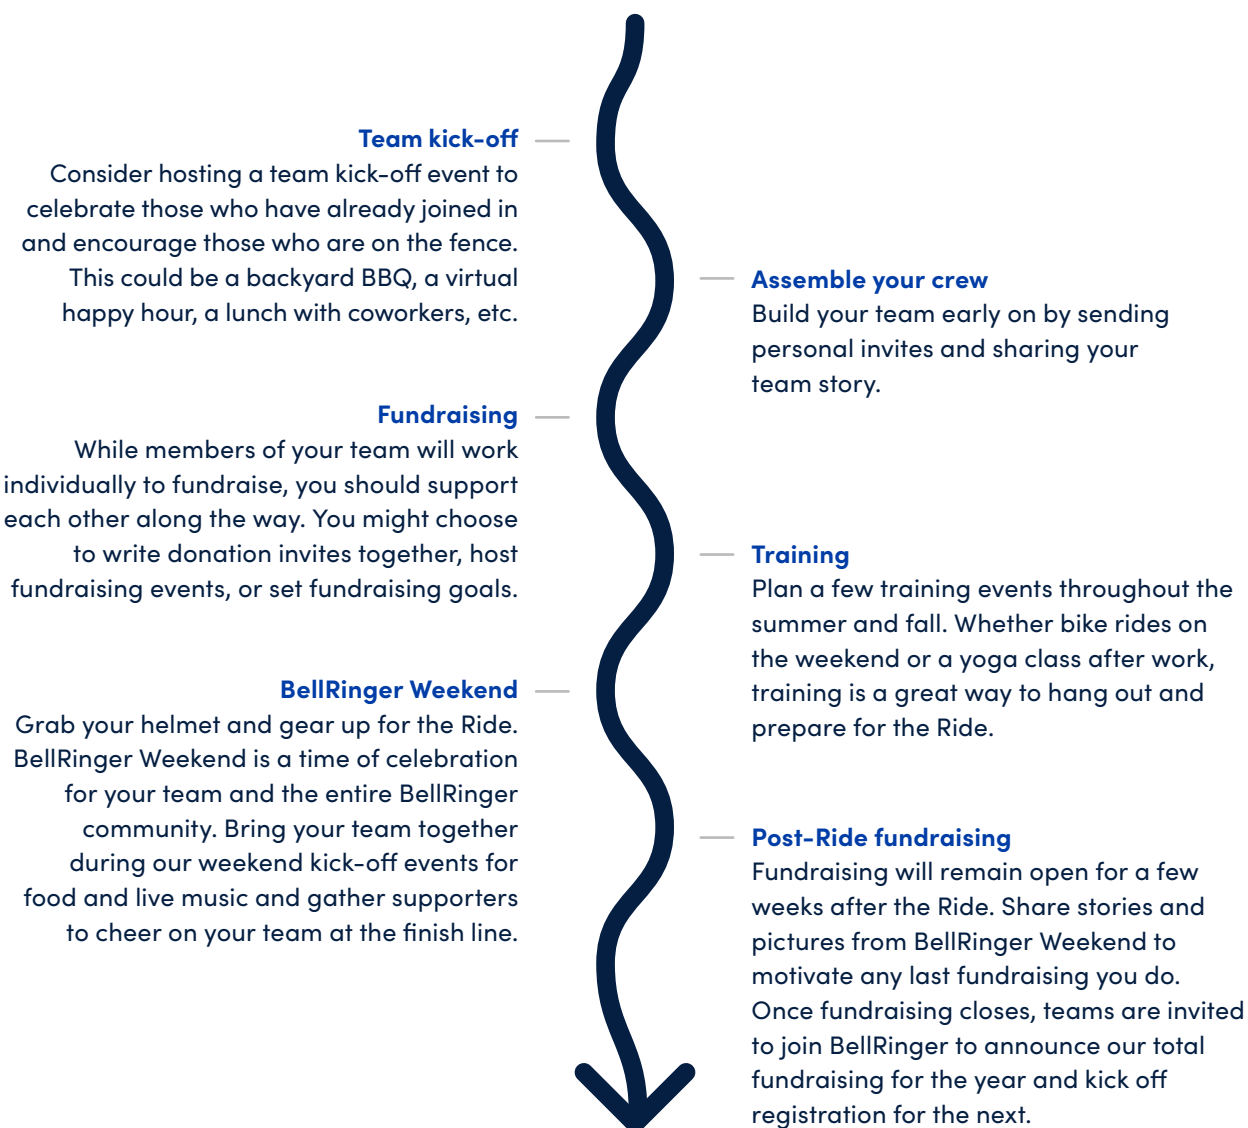 Team kick-off
Consider hosting a team kick-off event to
celebrate those who have already joined in
and encourage those who are on the fence.
This could be a backyard BBQ, a virtual
happy hour, a lunch with coworkers, etc.
Assemble your crew
Build your team early on by sending
personal invites and sharing your
team story.
Fundraising
While members of your team will work
individually to fundraise, you should support
each other along the way. You might choose
to write donation invites together, host
fundraising events, or set fundraising goals.
Training
Plan a few training events throughout the
summer and fall. Whether bike rides on
the weekend or a yoga class after work,
training is a great way to hang out and
prepare for the Ride.
BellRinger Weekend
Grab your helmet and gear up for the Ride.
BellRinger Weekend is a time of celebration
for your team and the entire BellRinger
community. Bring your team together
during our weekend kick-off events for
food and live music and gather supporters
to cheer on your team at the finish line.
Post-Ride fundraising
Fundraising will remain open for a few
weeks after the Ride. Share stories and
pictures from BellRinger Weekend to
motivate any last fundraising you do.
Once fundraising closes, teams are invited
to join BellRinger to announce our total
fundraising for the year and kick off
registration for the next.